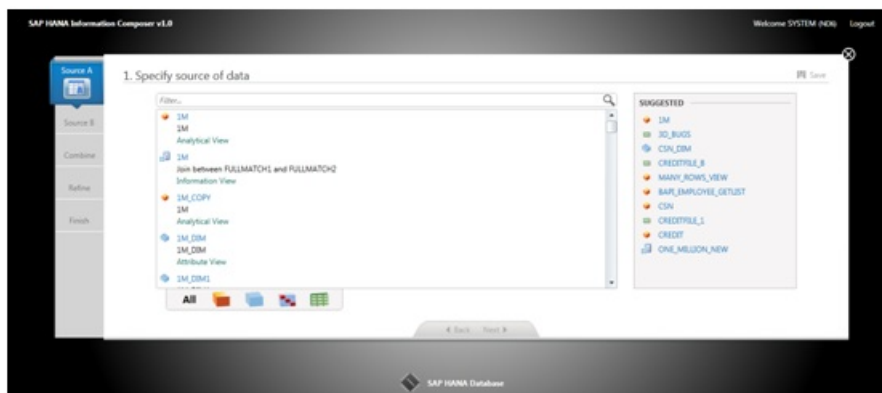 SAP HANA Information Composer v1.0
Welcome SYSTEM (NDI) Logout
Source A
1. Specify source of data
Save
Filter...
SUGGESTED
1M
1M
Analytical View
1M
Join between FULLMATCH1 and FULLMATCH2
Information View
1M_COPY
1M
Analytical View
1M_DIM
1M_DIM
Attribute View
1M_DIM1
Source B
Combine
Refine
Finish
1M
3D_BUGS
CSN_DIM
CREDITFILE_B
MANY_ROWS_VIEW
BAPI_EMPLOYEE_GETLIST
CSN
CREDITFILE_1
CREDIT
ONE_MILLION_NEW
All
Back Next
SAP HANA Database